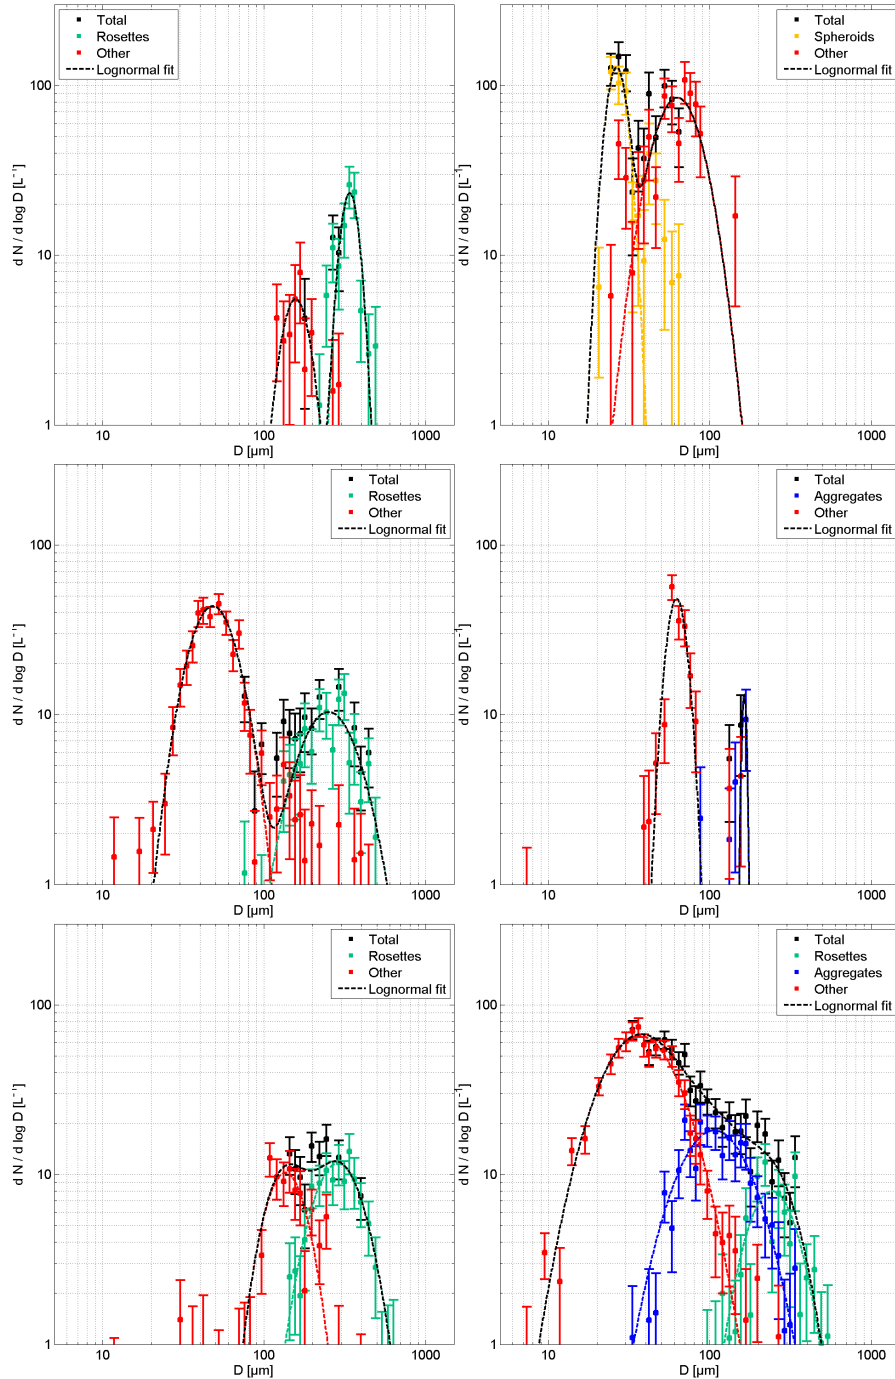 Total
Rosettes
Other
Lognormal fit
100
10
1
d N / d log D [L⁻¹]
10
100
1000
D [µm]
Total
Spheroids
Other
Lognormal fit
100
10
1
d N / d log D [L⁻¹]
10
100
1000
D [µm]
Total
Rosettes
Other
Lognormal fit
100
10
1
d N / d log D [L⁻¹]
10
100
1000
D [µm]
Total
Aggregates
Other
Lognormal fit
100
10
1
d N / d log D [L⁻¹]
10
100
1000
D [µm]
Total
Rosettes
Other
Lognormal fit
100
10
1
d N / d log D [L⁻¹]
10
100
1000
D [µm]
Total
Rosettes
Aggregates
Other
Lognormal fit
100
10
1
d N / d log D [L⁻¹]
10
100
1000
D [µm]